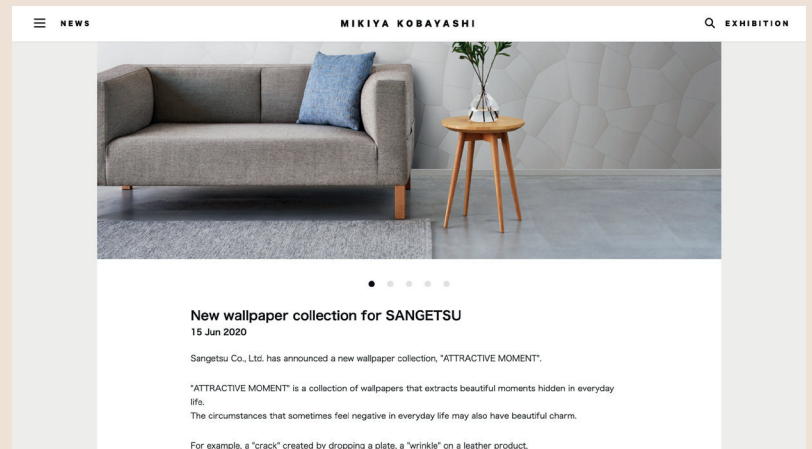 NEWS
MIKIYA KOBAYASHI
EXHIBITION
New wallpaper collection for SANGETSU
15 Jun 2020
Sangetsu Co., Ltd. has announced a new wallpaper collection, "ATTRACTIVE MOMENT".
"ATTRACTIVE MOMENT" is a collection of wallpapers that extracts beautiful moments hidden in everyday
life.
The circumstances that sometimes feel negative in everyday life may also have beautiful charm.
For example, a "crack" created by dropping a plate, a "wrinkle" on a leather product,